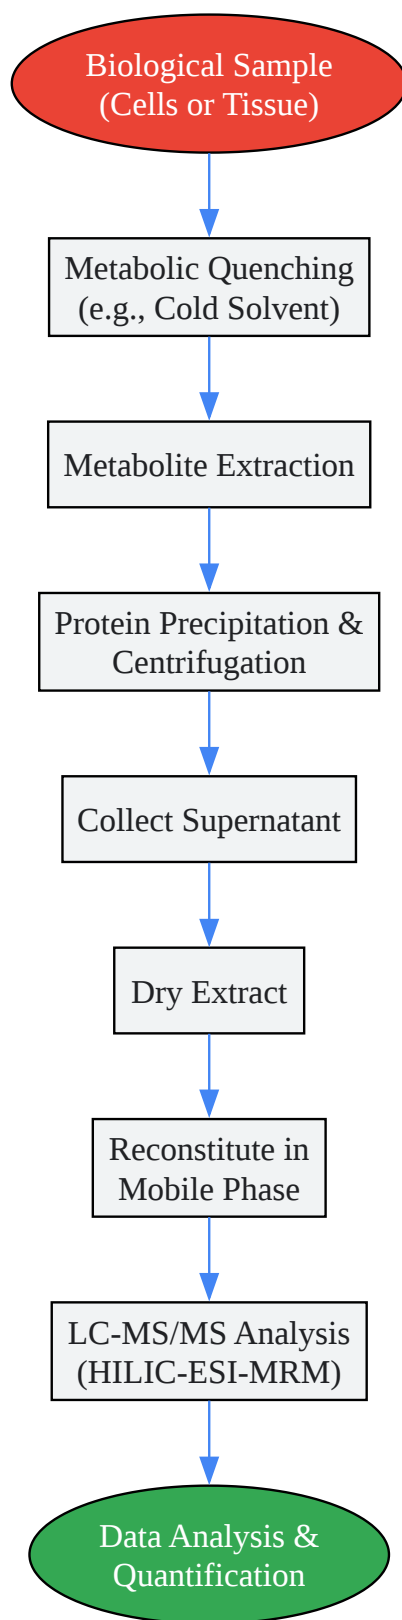 Biological Sample
(Cells or Tissue)
Metabolic Quenching
(e.g., Cold Solvent)
Metabolite Extraction
Protein Precipitation &
Centrifugation
Collect Supernatant
Dry Extract
Reconstitute in
Mobile Phase
LC-MS/MS Analysis
(HILIC-ESI-MRM)
Data Analysis &
Quantification